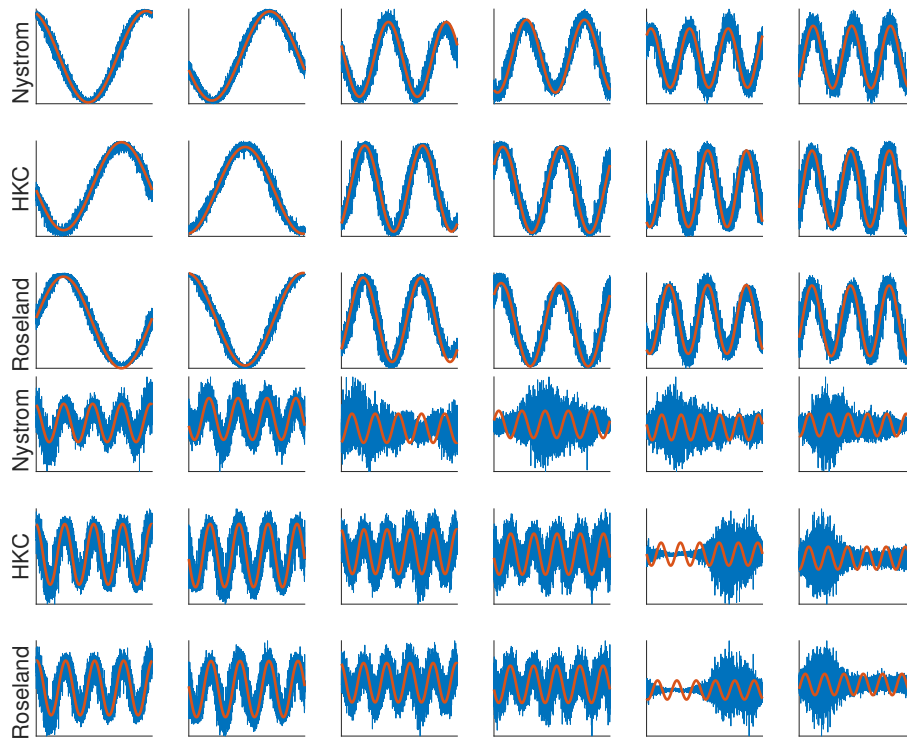 Nystrom
HKC
Roseland
Nystrom
HKC
Roseland